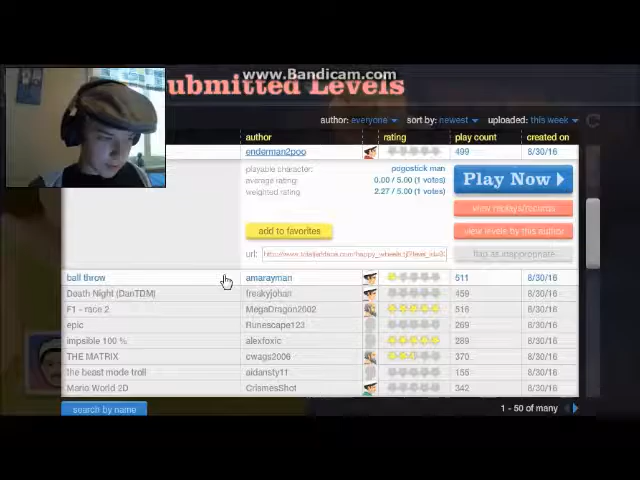 www.Bandicam.com
ubmitted Levels
author: everyone sort by: newest uploaded: this week
author rating play count created on
enderman2poo 499 8/30/16
playable character: pogostick man
average rating: 0.00 / 5.00 (1 votes)
weighted rating: 2.27 / 5.00 (1 votes)
Play Now
view replays/records
add to favorites
view levels by this author
url:
flag as inappropriate
ball throw amarayman 511 8/30/16
Death Night (DanTDM) freakyjohan 459 8/30/16
F1 - race 2 MegaDragon2002 516 8/30/16
epic Runescape123 269 8/30/16
impsible 100 % alexfoxic 289 8/30/16
THE MATRIX cwags2006 370 8/30/16
the beast mode troll aidansty11 155 8/30/16
Mario World 2D CrismesShot 342 8/30/16
search by name
1 - 50 of many